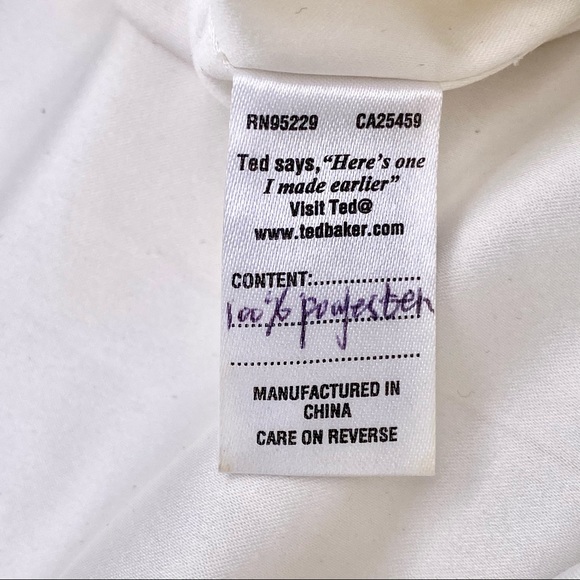 RN95229 CA25459
Ted says, "Here's one
I made earlier"
Visit Ted@
www.tedbaker.com
CONTENT:....................
100% polyester
MANUFACTURED IN
CHINA
CARE ON REVERSE